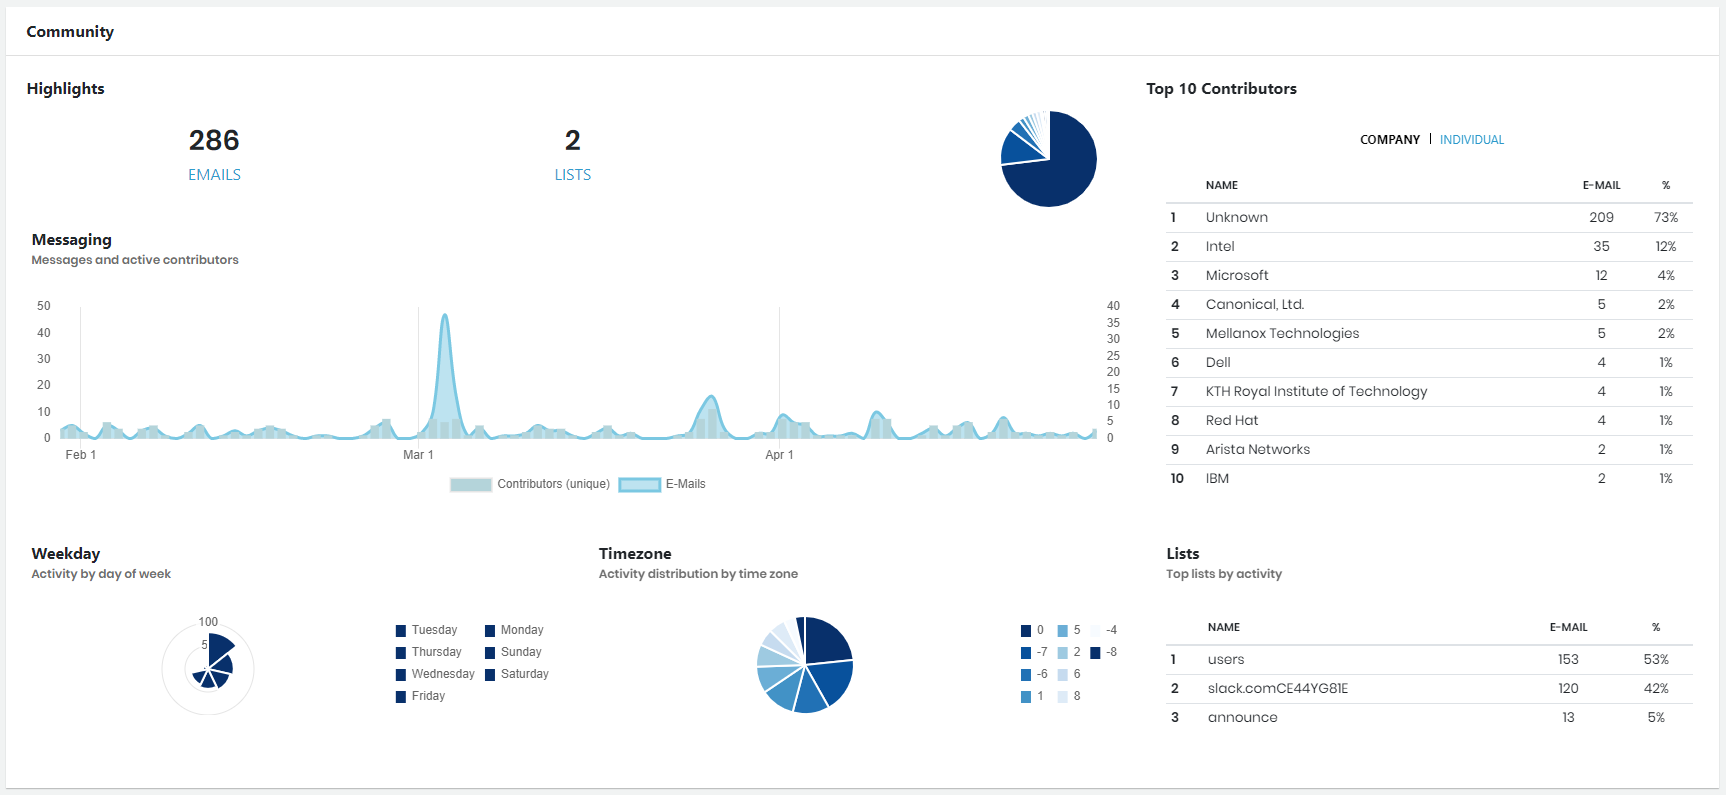 Community
Highlights
286
EMAILS
2
LISTS
Messaging
Messages and active contributors
50
40
30
20
10
0
40
35
30
25
20
15
10
5
0
Feb 1
Mar 1
Apr 1
Contributors (unique)
E-Mails
Top 10 Contributors
COMPANY | INDIVIDUAL
NAME E-MAIL %
1 Unknown 209 73%
2 Intel 35 12%
3 Microsoft 12 4%
4 Canonical, Ltd. 5 2%
5 Mellanox Technologies 5 2%
6 Dell 4 1%
7 KTH Royal Institute of Technology 4 1%
8 Red Hat 4 1%
9 Arista Networks 2 1%
10 IBM 2 1%
Weekday
Activity by day of week
100
5
Tuesday Monday
Thursday Sunday
Wednesday Saturday
Friday
Timezone
Activity distribution by time zone
0 5 -4
-7 2 -8
-6 6
1 8
Lists
Top lists by activity
NAME E-MAIL %
1 users 153 53%
2 slack.comCE44YG81E 120 42%
3 announce 13 5%